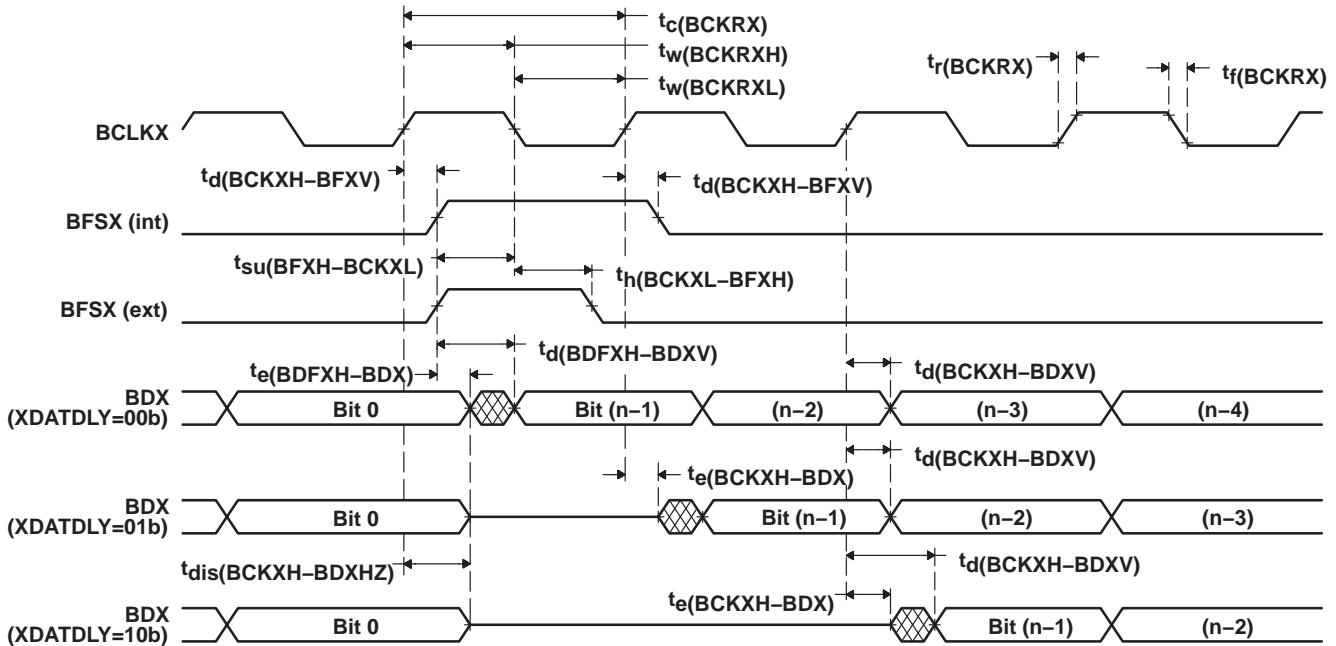 tc(BCKRX)
tw(BCKRXH)
tr(BCKRX)
tf(BCKRX)
tw(BCKRXL)
BCLKX
td(BCKXH–BFXV)
td(BCKXH–BFXV)
BFSX (int)
tsu(BFXH–BCKXL)
th(BCKXL–BFXH)
BFSX (ext)
td(BDFXH–BDXV)
te(BDFXH–BDX)
td(BCKXH–BDXV)
BDX
(XDATDLY=00b)
Bit 0
Bit (n–1)
(n–2)
(n–3)
(n–4)
td(BCKXH–BDXV)
te(BCKXH–BDX)
BDX
(XDATDLY=01b)
Bit 0
Bit (n–1)
(n–2)
(n–3)
tdis(BCKXH–BDXHZ)
td(BCKXH–BDXV)
te(BCKXH–BDX)
BDX
(XDATDLY=10b)
Bit 0
Bit (n–1)
(n–2)